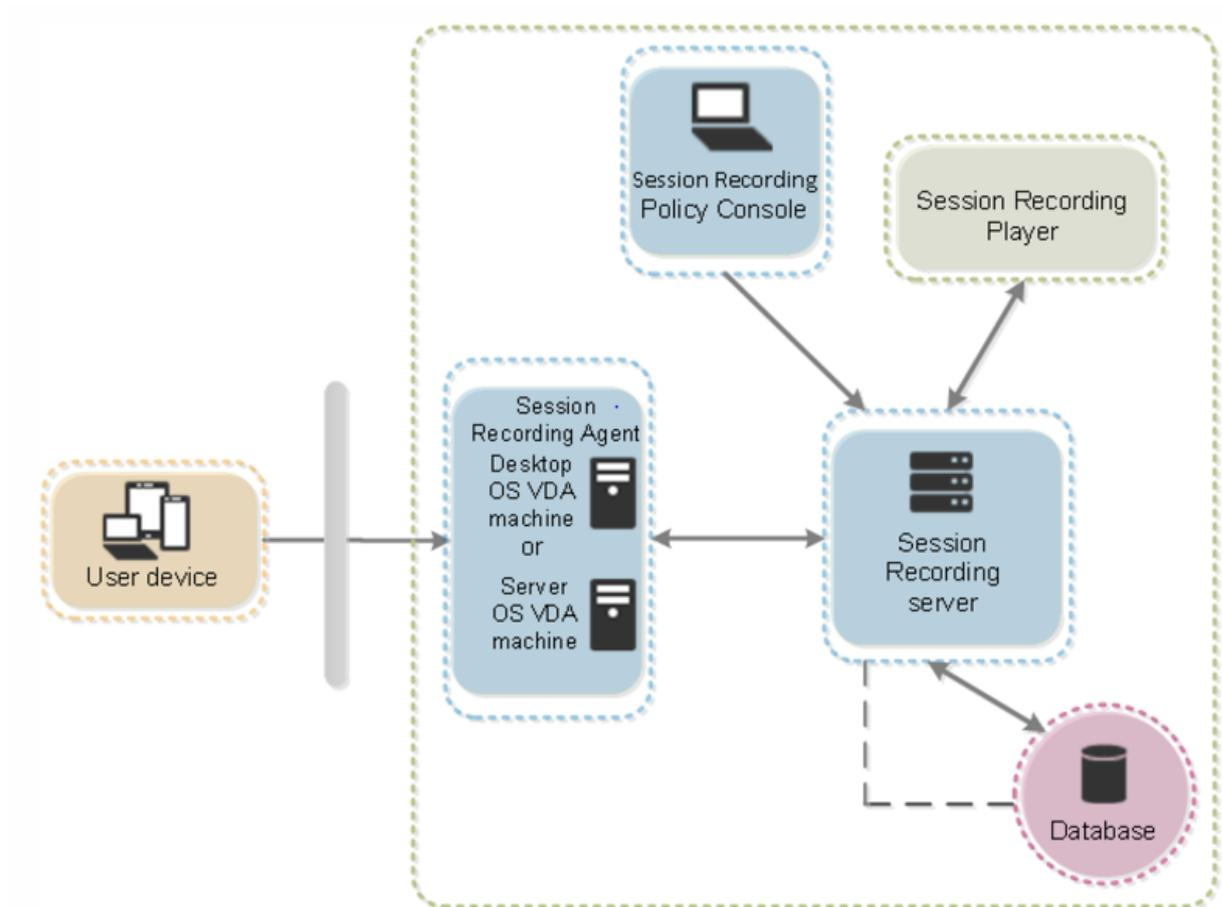 Session Recording
Policy Console
Session Recording
Player
Session
Recording Agent
Desktop
OS VDA
machine
or
Server
OS VDA
machine
User device
Session
Recording
server
Database